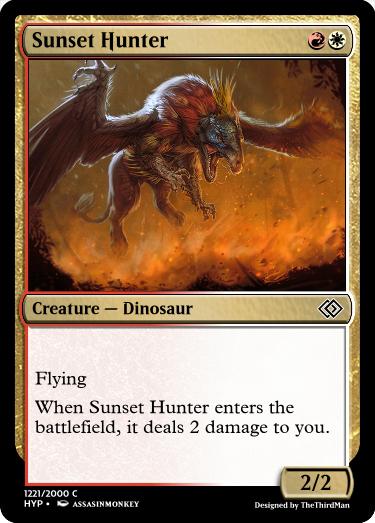 Sunset Hunter
Creature — Dinosaur
Flying
When Sunset Hunter enters the
battlefield, it deals 2 damage to you.
2/2
1221/2000 C
HYP • ASSASINMONKEY
Designed by TheThirdMan